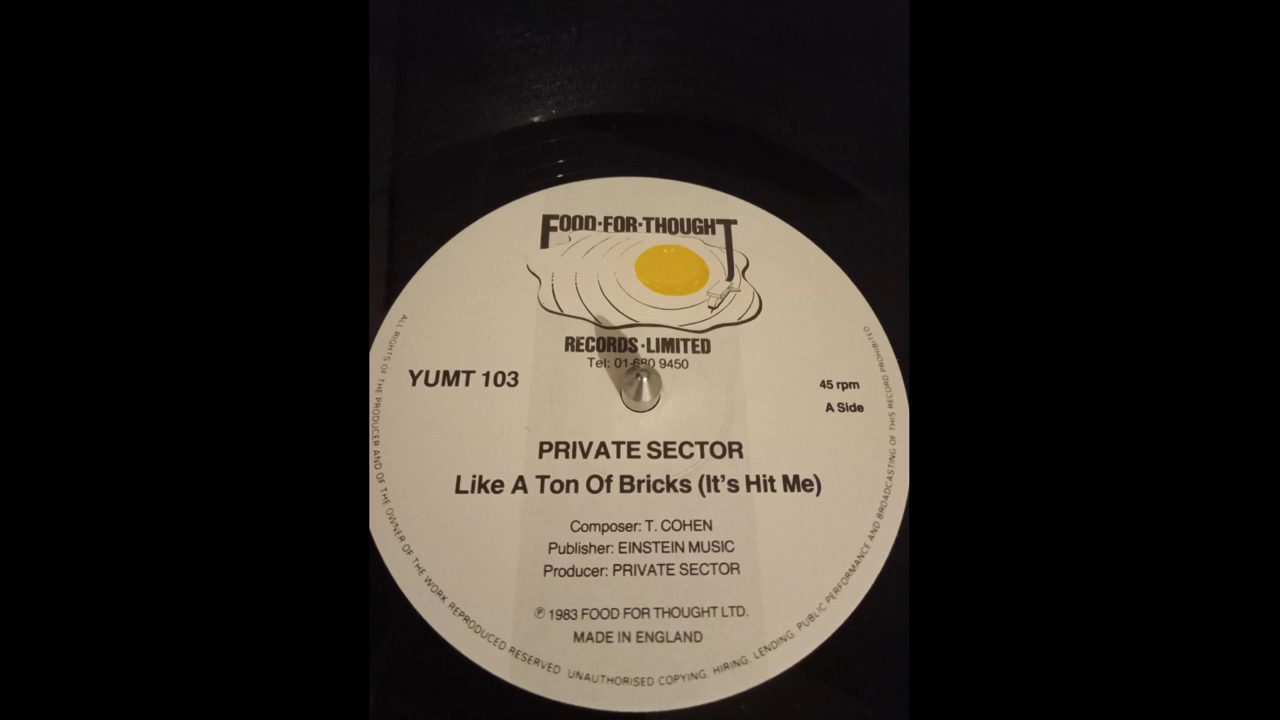 FOOD·FOR·THOUGHT
RECORDS·LIMITED
Tel: 01-680 9450
YUMT 103
45 rpm
A Side
PRIVATE SECTOR
Like A Ton Of Bricks (It's Hit Me)
Composer: T. COHEN
Publisher: EINSTEIN MUSIC
Producer: PRIVATE SECTOR
℗ 1983 FOOD FOR THOUGHT LTD.
MADE IN ENGLAND
ALL RIGHTS OF THE PRODUCER AND OF THE OWNER OF THE WORK REPRODUCED RESERVED UNAUTHORISED COPYING, HIRING, LENDING, PUBLIC PERFORMANCE AND BROADCASTING OF THIS RECORD PROHIBITED